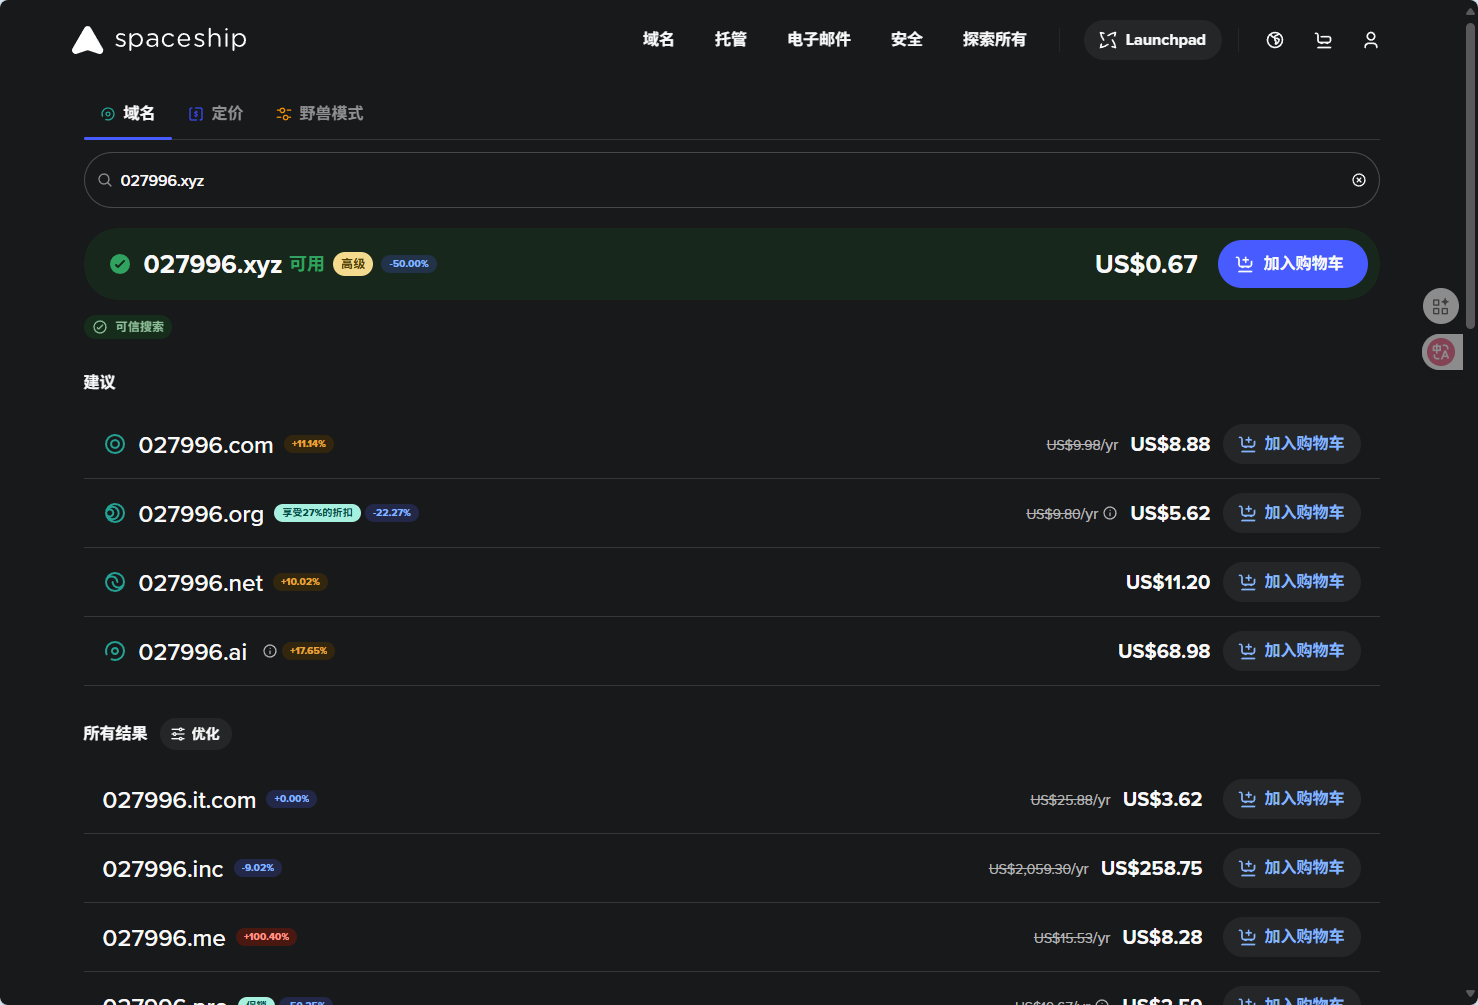 spaceship
域名 托管 电子邮件 安全 探索所有 Launchpad
域名 定价 野兽模式
027996.xyz
027996.xyz 可用 高级 -50.00% US$0.67 加入购物车
可信搜索
建议
027996.com +11.14% US$9.98/yr US$8.88 加入购物车
027996.org 享受27%的折扣 -22.27% US$9.80/yr US$5.62 加入购物车
027996.net +10.02% US$11.20 加入购物车
027996.ai +17.65% US$68.98 加入购物车
所有结果 优化
027996.it.com +0.00% US$25.88/yr US$3.62 加入购物车
027996.inc -9.02% US$2,059.30/yr US$258.75 加入购物车
027996.me +100.40% US$15.53/yr US$8.28 加入购物车